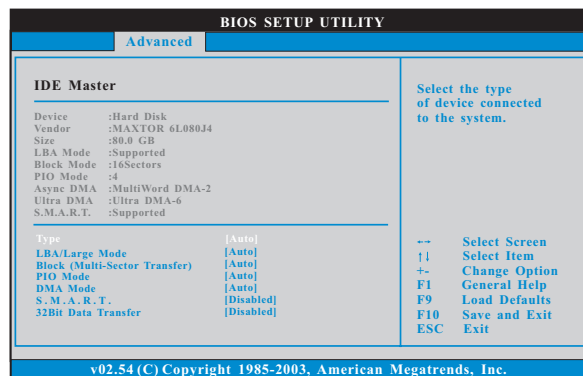 BIOS SETUP UTILITY
Advanced
IDE Master
Device :Hard Disk
Vendor :MAXTOR 6L080J4
Size :80.0 GB
LBA Mode :Supported
Block Mode :16Sectors
PIO Mode :4
Async DMA :MultiWord DMA-2
Ultra DMA :Ultra DMA-6
S.M.A.R.T. :Supported
Type [Auto]
LBA/Large Mode [Auto]
Block (Multi-Sector Transfer) [Auto]
PIO Mode [Auto]
DMA Mode [Auto]
S.M.A.R.T. [Disabled]
32Bit Data Transfer [Disabled]
Select the type
of device connected
to the system.
←→ Select Screen
↑↓ Select Item
+- Change Option
F1 General Help
F9 Load Defaults
F10 Save and Exit
ESC Exit
v02.54 (C) Copyright 1985-2003, American Megatrends, Inc.